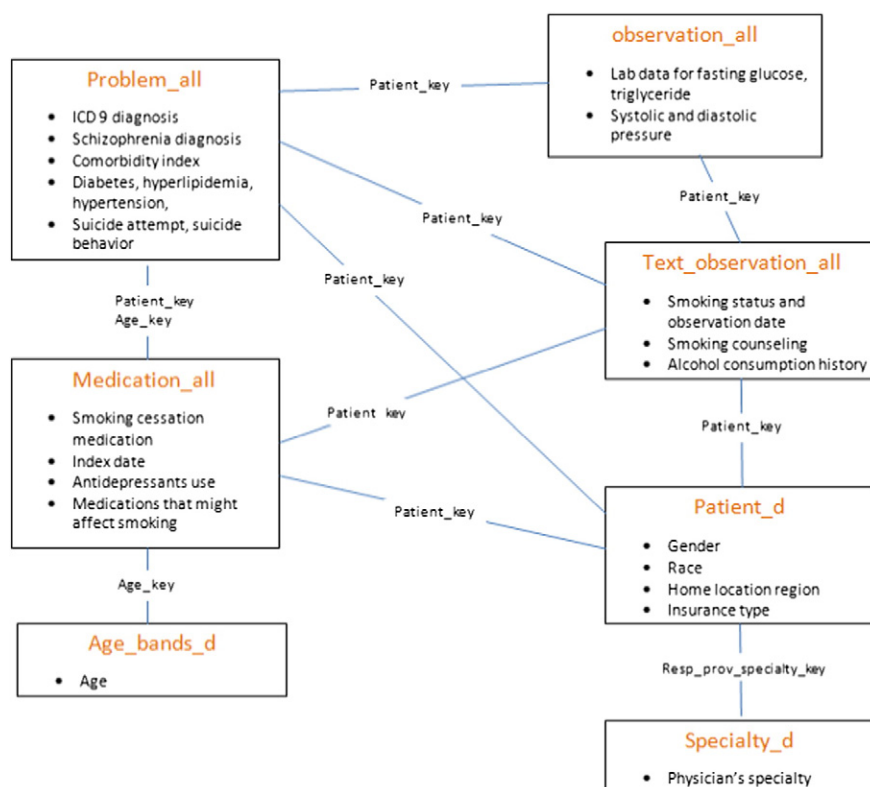 Problem_all
• ICD 9 diagnosis
• Schizophrenia diagnosis
• Comorbidity index
• Diabetes, hyperlipidemia,
hypertension,
• Suicide attempt, suicide
behavior
Patient_key
observation_all
• Lab data for fasting glucose,
triglyceride
• Systolic and diastolic
pressure
Patient_key
Patient_key
Patient_key
Text_observation_all
• Smoking status and
observation date
• Smoking counseling
• Alcohol consumption history
Patient_key
Age_key
Medication_all
• Smoking cessation
medication
• Index date
• Antidepressants use
• Medications that might
affect smoking
Patient key
Patient_key
Patient_key
Patient_d
• Gender
• Race
• Home location region
• Insurance type
Age_key
Age_bands_d
• Age
Resp_prov_specialty_key
Specialty_d
• Physician's specialty